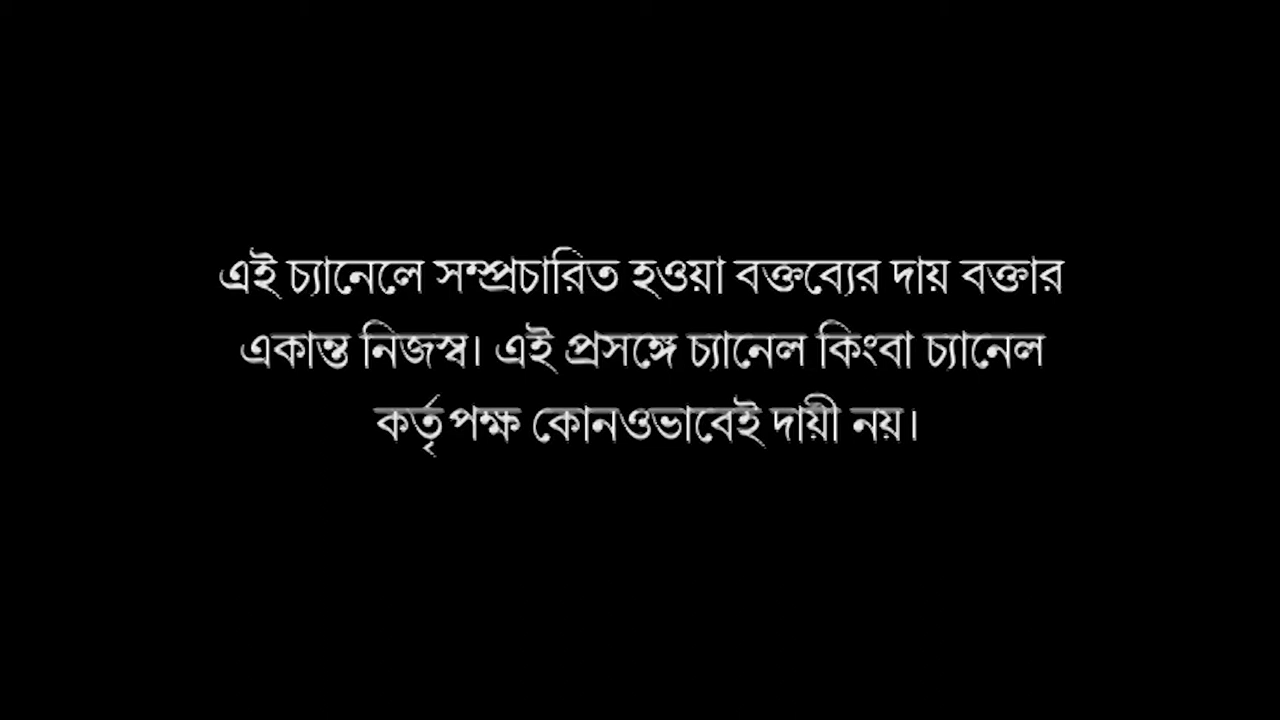 এই চ্যানেলে সম্প্রচারিত হওয়া বক্তব্যের দায় বক্তার
একান্ত নিজস্ব। এই প্রসঙ্গে চ্যানেল কিংবা চ্যানেল
কর্তৃপক্ষ কোনওভাবেই দায়ী নয়।